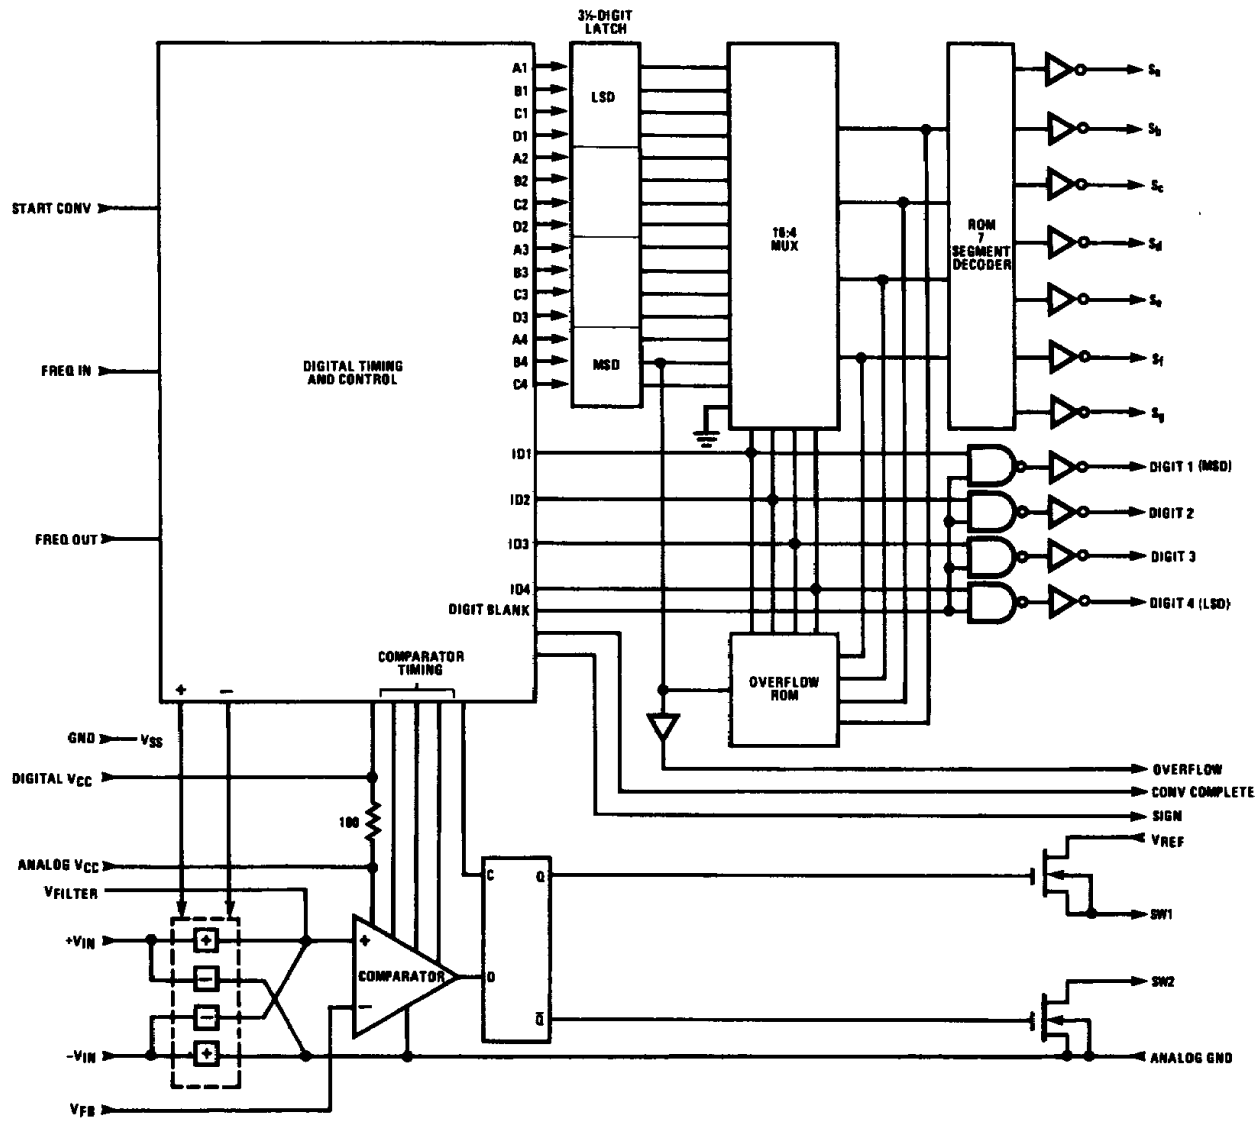 3½-DIGIT
LATCH
A1
B1
C1
D1
A2
B2
C2
D2
A3
B3
C3
D3
A4
B4
C4
LSD
MSD
16:4
MUX
ROM
7
SEGMENT
DECODER
Sa
Sb
Sc
Sd
Se
Sf
Sg
START CONV
FREQ IN
FREQ OUT
DIGITAL TIMING
AND CONTROL
ID1
ID2
ID3
ID4
DIGIT BLANK
DIGIT 1 (MSD)
DIGIT 2
DIGIT 3
DIGIT 4 (LSD)
COMPARATOR
TIMING
+
−
OVERFLOW
ROM
GND
VSS
DIGITAL VCC
100
ANALOG VCC
VFILTER
+VIN
−VIN
VFB
+
−
−
+
+
−
COMPARATOR
C
Q
D
Q̅
OVERFLOW
CONV COMPLETE
SIGN
VREF
SW1
SW2
ANALOG GND